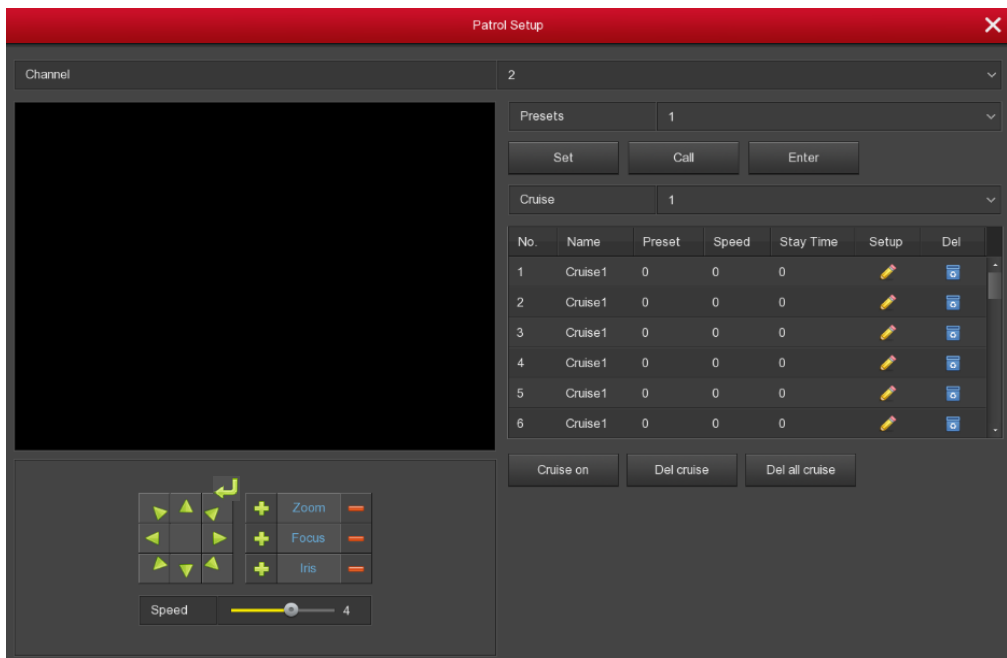 Patrol Setup
Channel 2
Presets 1
Set Call Enter
Cruise 1
No. Name Preset Speed Stay Time Setup Del
1 Cruise1 0 0 0
2 Cruise1 0 0 0
3 Cruise1 0 0 0
4 Cruise1 0 0 0
5 Cruise1 0 0 0
6 Cruise1 0 0 0
Cruise on Del cruise Del all cruise
Zoom
Focus
Iris
Speed 4